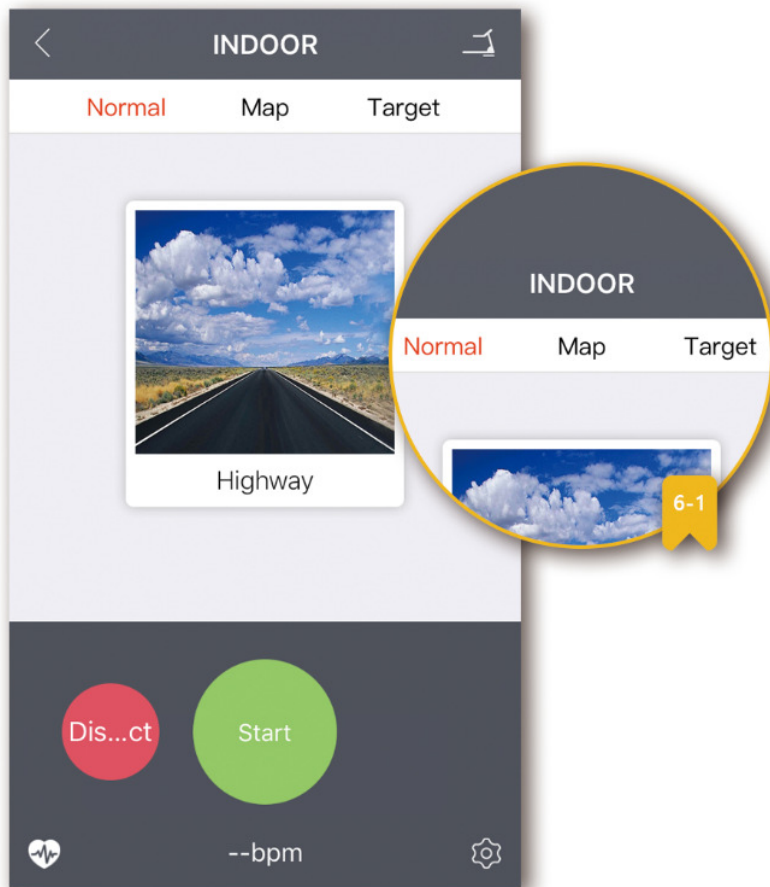 INDOOR
Normal Map Target
Highway
Dis...ct Start
--bpm
INDOOR
Normal Map Target
6-1